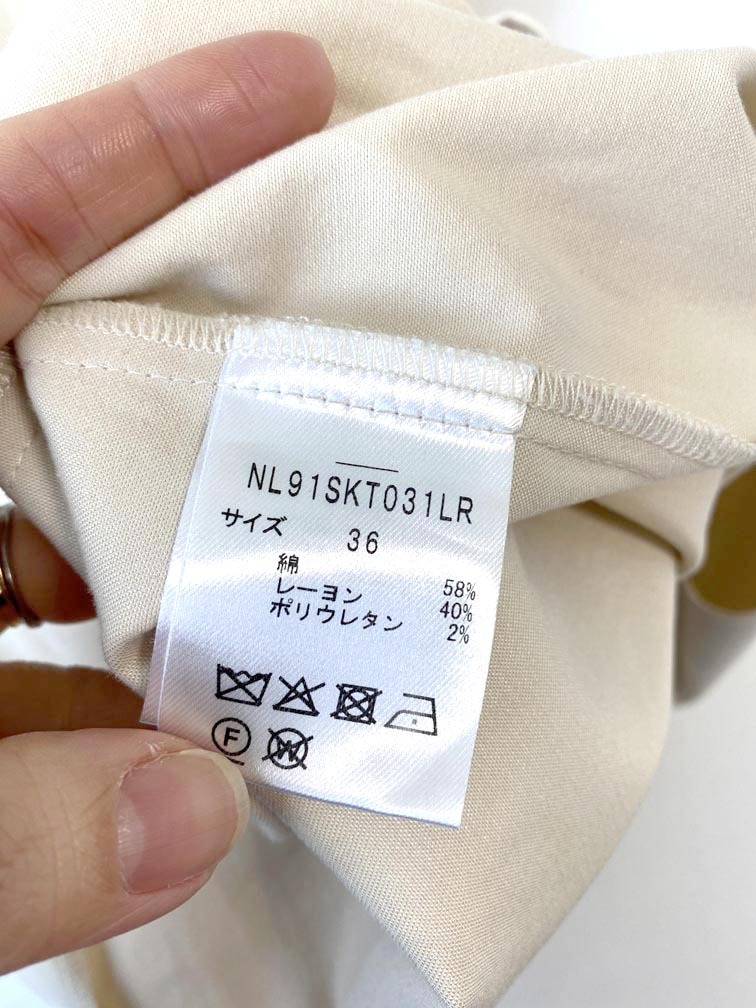 NL91SKT031LR
サイズ 36
綿 58%
レーヨン 40%
ポリウレタン 2%
F W